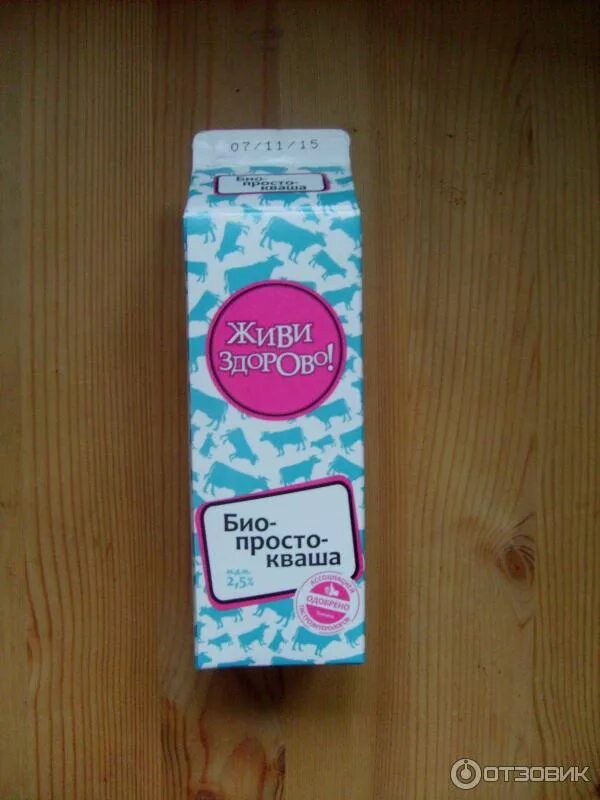 07/11/15
Био-
просто-
кваша
Живи
здорово!
Био-
просто-
кваша
м.д.ж.
2,5%
АССОЦИАЦИЕЙ
ОДОБРЕНО
ГАСТРОЭНТЕРОЛОГОВ
ОТЗОВИК